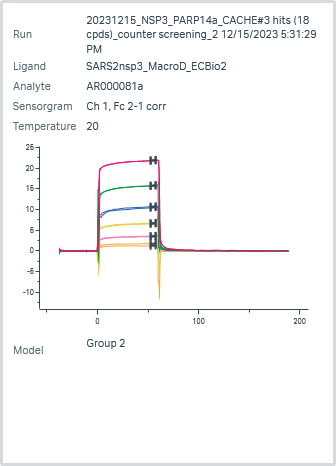 Run
20231215_NSP3_PARP14a_CACHE#3 hits (18
cpds)_counter screening_2 12/15/2023 5:31:29
PM
Ligand SARS2nsp3_MacroD_ECBio2
Analyte AR000081a
Sensorgram Ch 1, Fc 2-1 corr
Temperature 20
25
20
15
10
5
0
-5
-10
0 100 200
Model Group 2